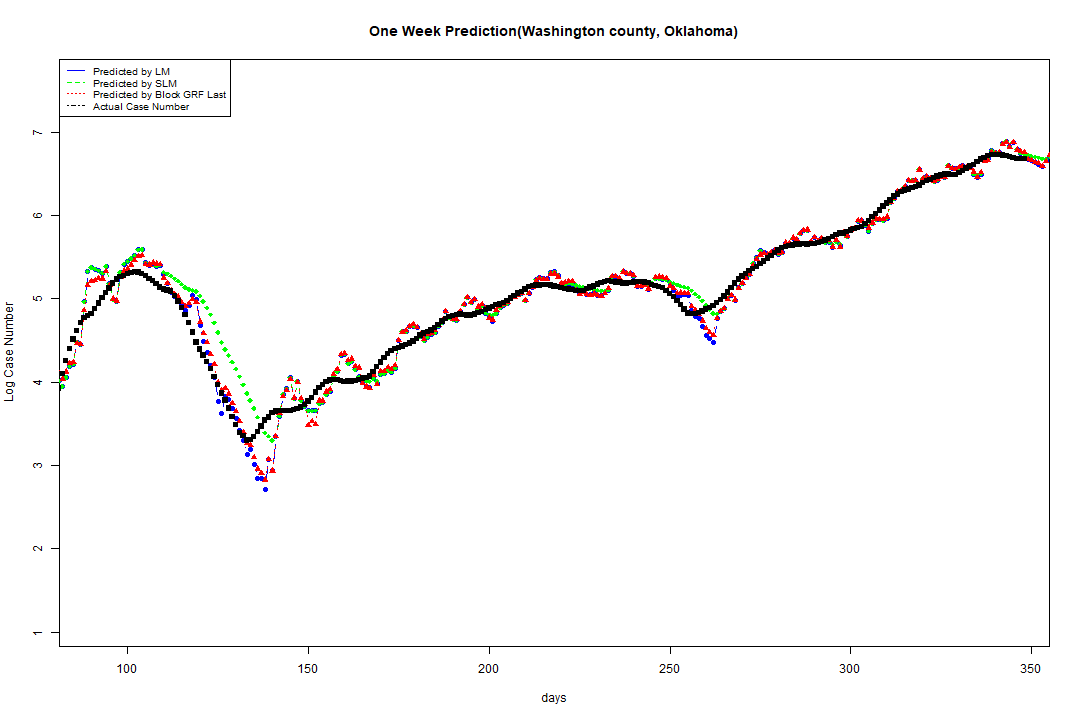 One Week Prediction(Washington county, Oklahoma)
Predicted by LM
Predicted by SLM
Predicted by Block GRF Last
Actual Case Number
7
6
5
4
3
2
1
Log Case Number
100 150 200 250 300 350
days